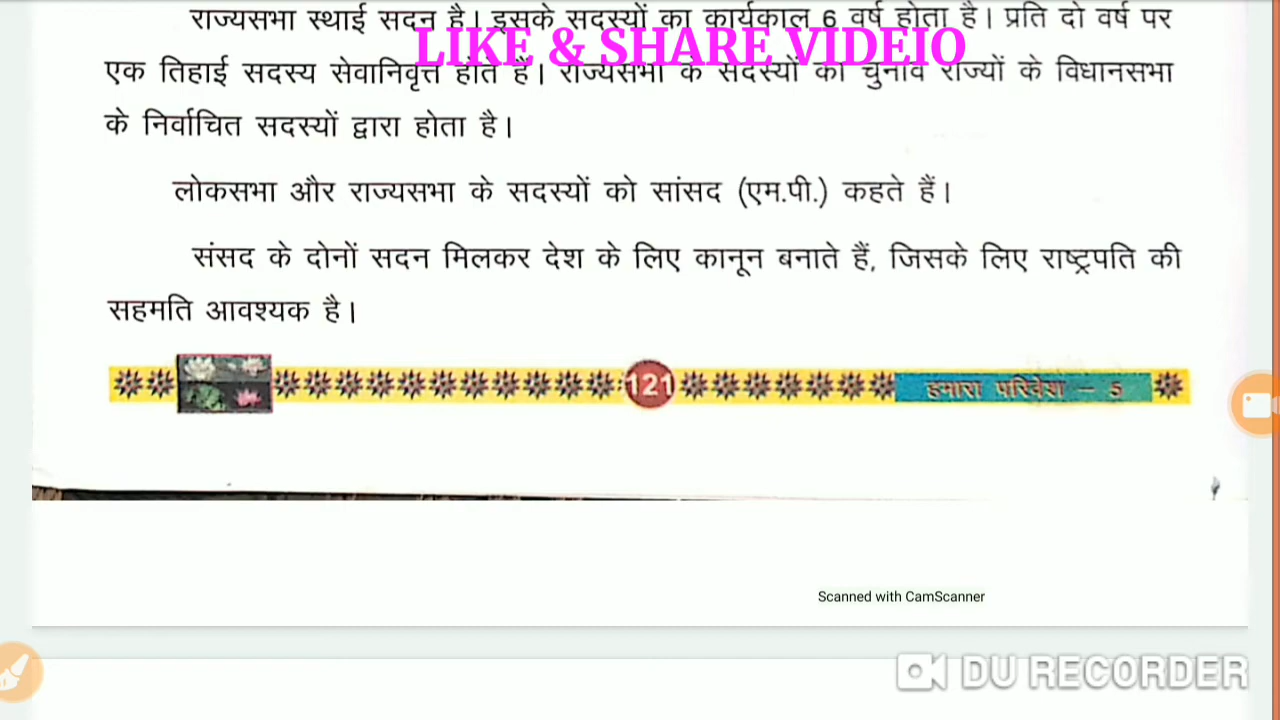 राज्यसभा स्थाई सदन है। इसके सदस्यों का कार्यकाल 6 वर्ष होता है। प्रति दो वर्ष पर
LIKE & SHARE VIDEIO
एक तिहाई सदस्य सेवानिवृत्त होते हैं। राज्यसभा के सदस्यों का चुनाव राज्यों के विधानसभा
के निर्वाचित सदस्यों द्वारा होता है।
लोकसभा और राज्यसभा के सदस्यों को सांसद (एम.पी.) कहते हैं।
संसद के दोनों सदन मिलकर देश के लिए कानून बनाते हैं, जिसके लिए राष्ट्रपति की
सहमति आवश्यक है।
121
हमारा परिवेश – 5
Scanned with CamScanner
DU RECORDER